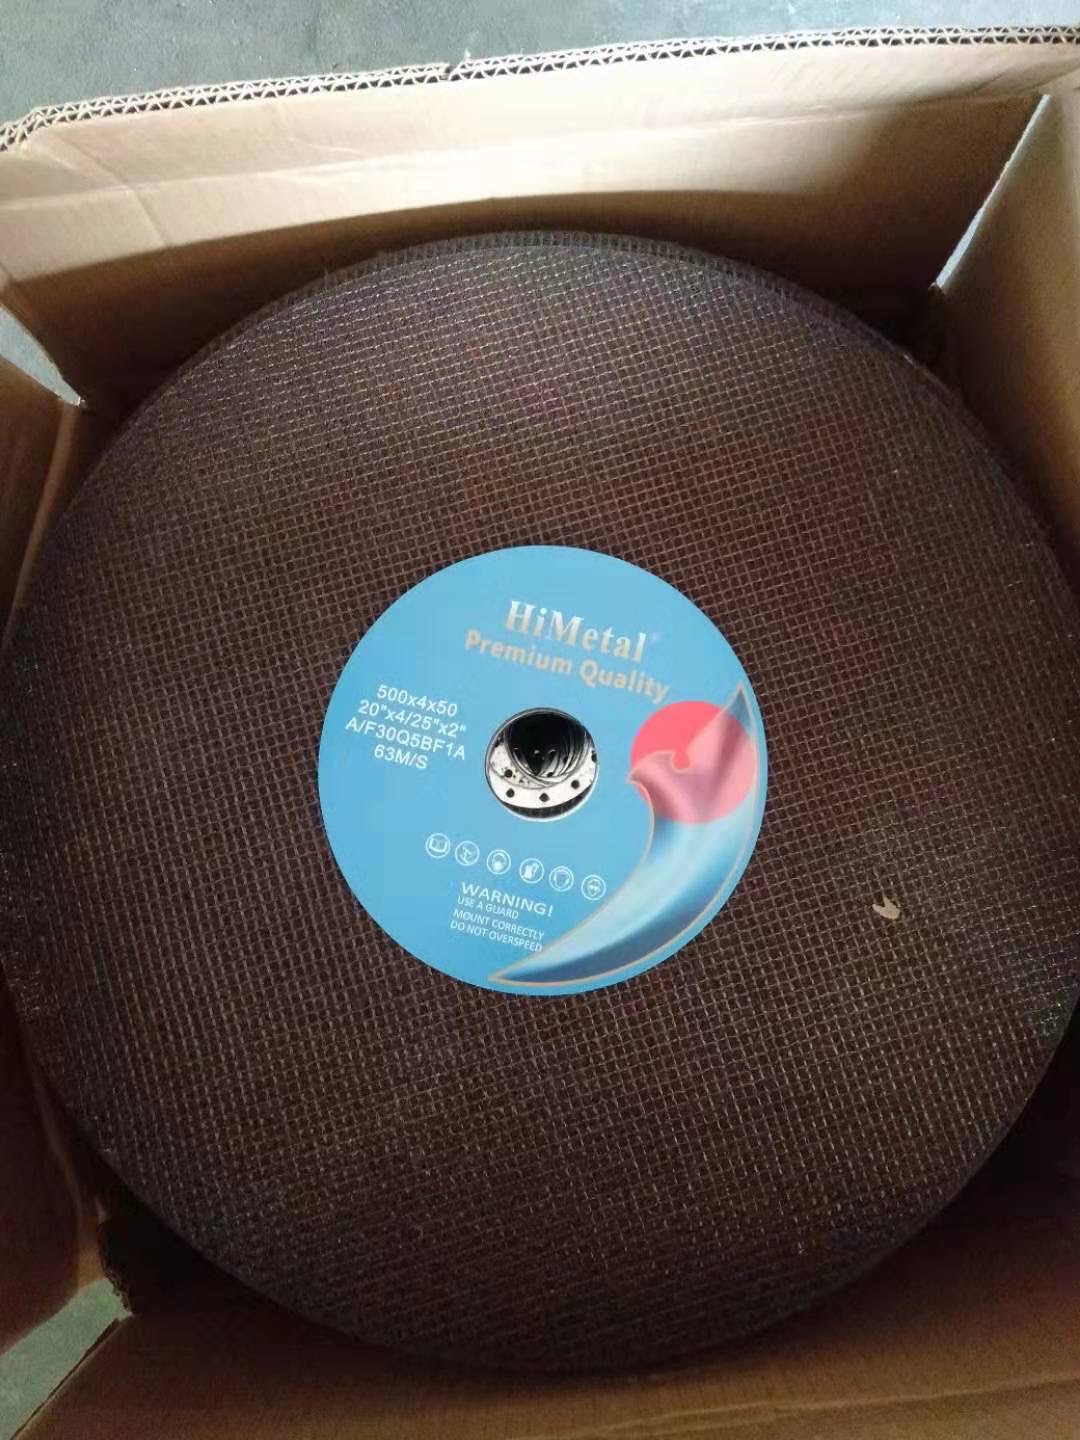 HiMetal®
Premium Quality
500x4x50
20"x4/25"x2"
A/F30Q5BF1A
63M/S
WARNING!
USE A GUARD
MOUNT CORRECTLY
DO NOT OVERSPEED